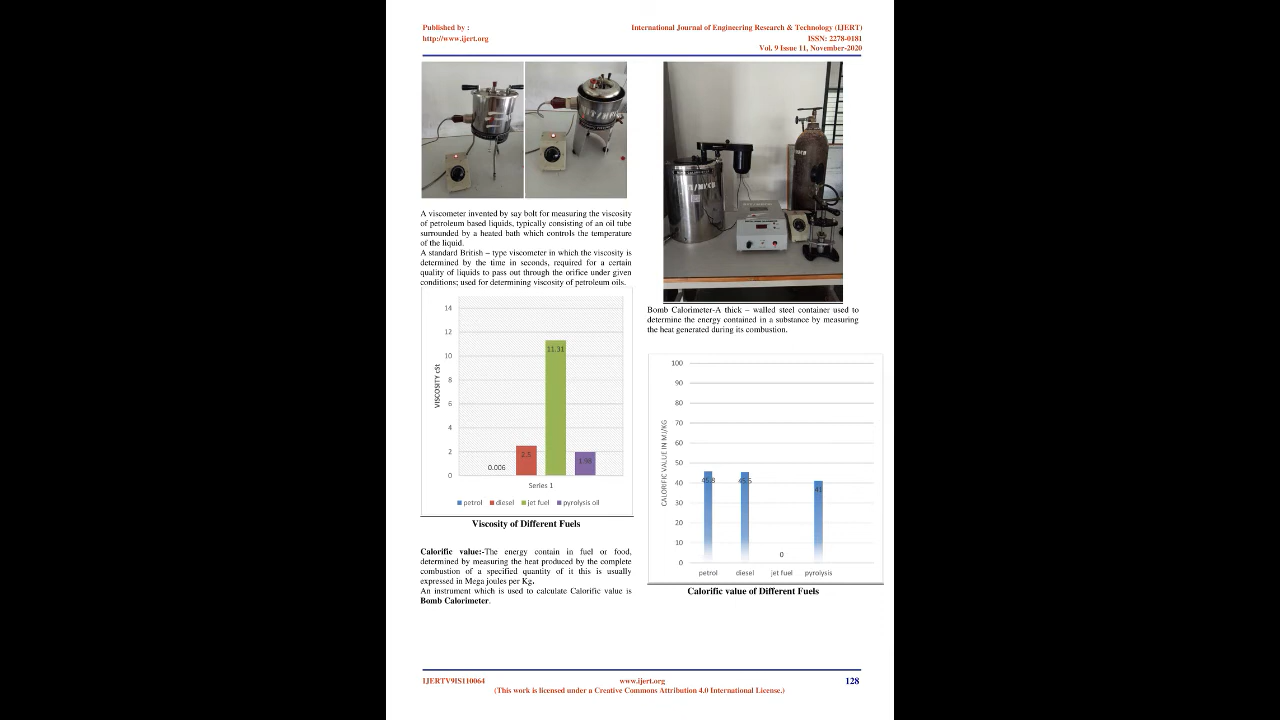 Published by :
http://www.ijert.org
International Journal of Engineering Research & Technology (IJERT)
ISSN: 2278-0181
Vol. 9 Issue 11, November-2020
A viscometer invented by say bolt for measuring the viscosity
of petroleum based liquids, typically consisting of an oil tube
surrounded by a heated bath which controls the temperature
of the liquid.
A standard British – type viscometer in which the viscosity is
determined by the time in seconds, required for a certain
quality of liquids to pass out through the orifice under given
conditions; used for determining viscosity of petroleum oils.
14
12
10
8
6
4
2
0
VISCOSITY cSt
0.006
2.5
11.31
1.98
Series 1
petrol diesel jet fuel pyrolysis oil
Viscosity of Different Fuels
Calorific value:-The energy contain in fuel or food,
determined by measuring the heat produced by the complete
combustion of a specified quantity of it this is usually
expressed in Mega joules per Kg.
An instrument which is used to calculate Calorific value is
Bomb Calorimeter.
Bomb Calorimeter-A thick – walled steel container used to
determine the energy contained in a substance by measuring
the heat generated during its combustion.
100
90
80
70
60
50
40
30
20
10
0
CALORIFIC VALUE IN MJ/KG
45.8
45.5
0
41
petrol diesel jet fuel pyrolysis
Calorific value of Different Fuels
IJERTV9IS110064
www.ijert.org
128
(This work is licensed under a Creative Commons Attribution 4.0 International License.)